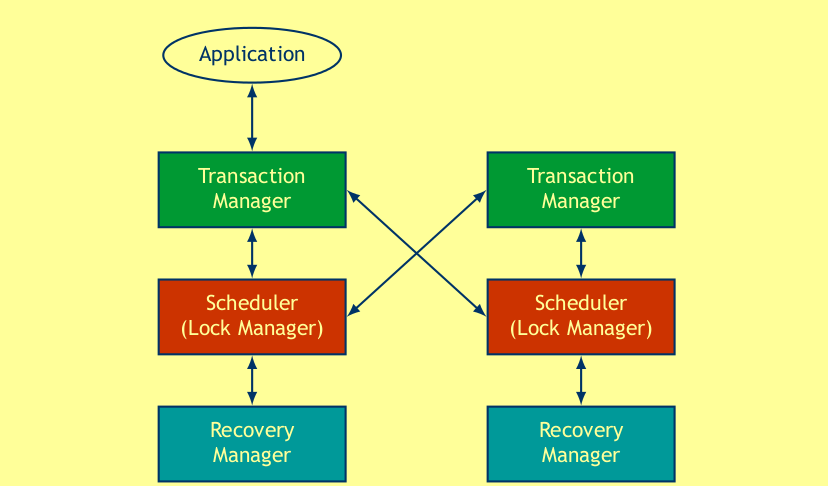 Application
Transaction
Manager
Transaction
Manager
Scheduler
(Lock Manager)
Scheduler
(Lock Manager)
Recovery
Manager
Recovery
Manager